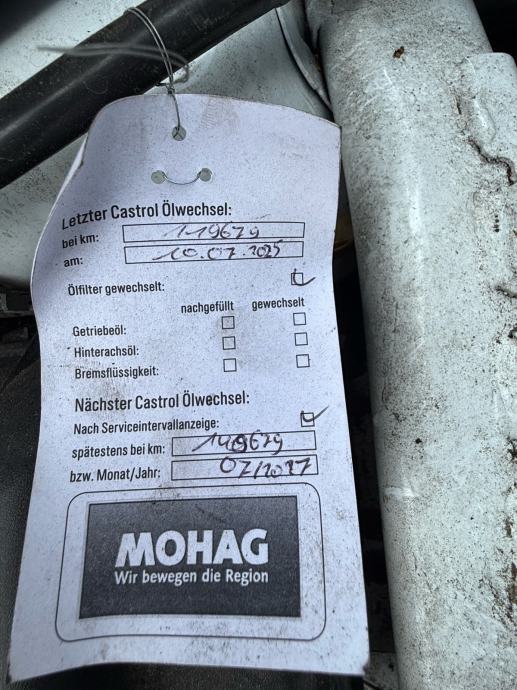 Letzter Castrol Ölwechsel:
bei km: 119679
am: 10.07.2025
Ölfilter gewechselt:
nachgefüllt gewechselt
Getriebeöl:
Hinterachsöl:
Bremsflüssigkeit:
Nächster Castrol Ölwechsel:
Nach Serviceintervallanzeige:
spätestens bei km: 149679
bzw. Monat/Jahr: 07/2027
MOHAG
Wir bewegen die Region